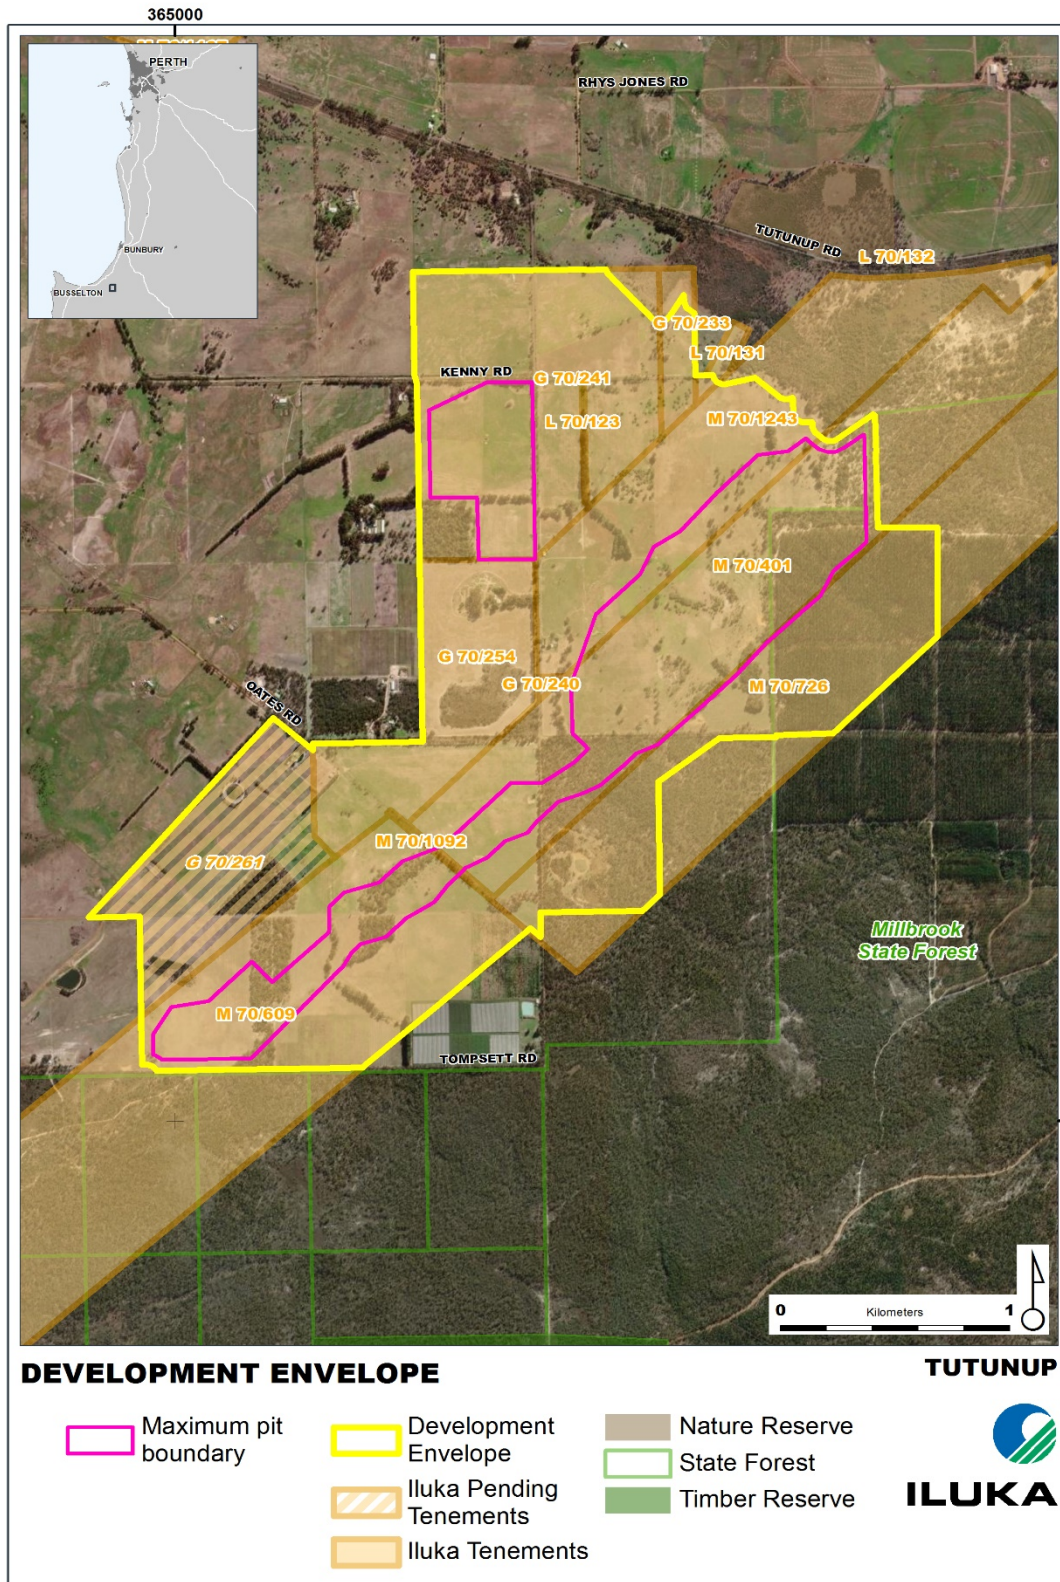 365000
PERTH
BUNBURY
BUSSELTON
RHYS JONES RD
TUTUNUP RD
L 70/132
G 70/233
L 70/131
KENNY RD
G 70/241
L 70/123
M 70/1243
M 70/401
G 70/254
G 70/240
M 70/726
OATES RD
M 70/1092
G 70/261
Millbrook
State Forest
M 70/609
TOMPSETT RD
0 Kilometers 1
DEVELOPMENT ENVELOPE
TUTUNUP
Maximum pit
boundary
Development
Envelope
Iluka Pending
Tenements
Iluka Tenements
Nature Reserve
State Forest
Timber Reserve
ILUKA